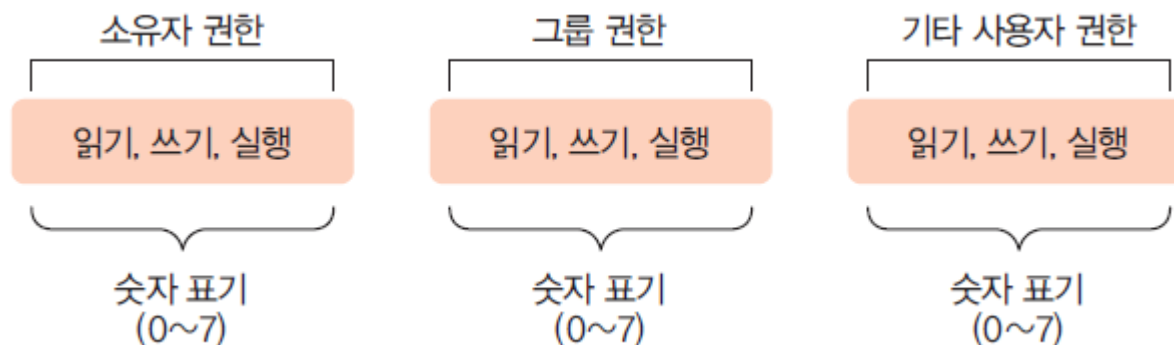 소유자 권한
그룹 권한
기타 사용자 권한
읽기, 쓰기, 실행
읽기, 쓰기, 실행
읽기, 쓰기, 실행
숫자 표기
(0~7)
숫자 표기
(0~7)
숫자 표기
(0~7)